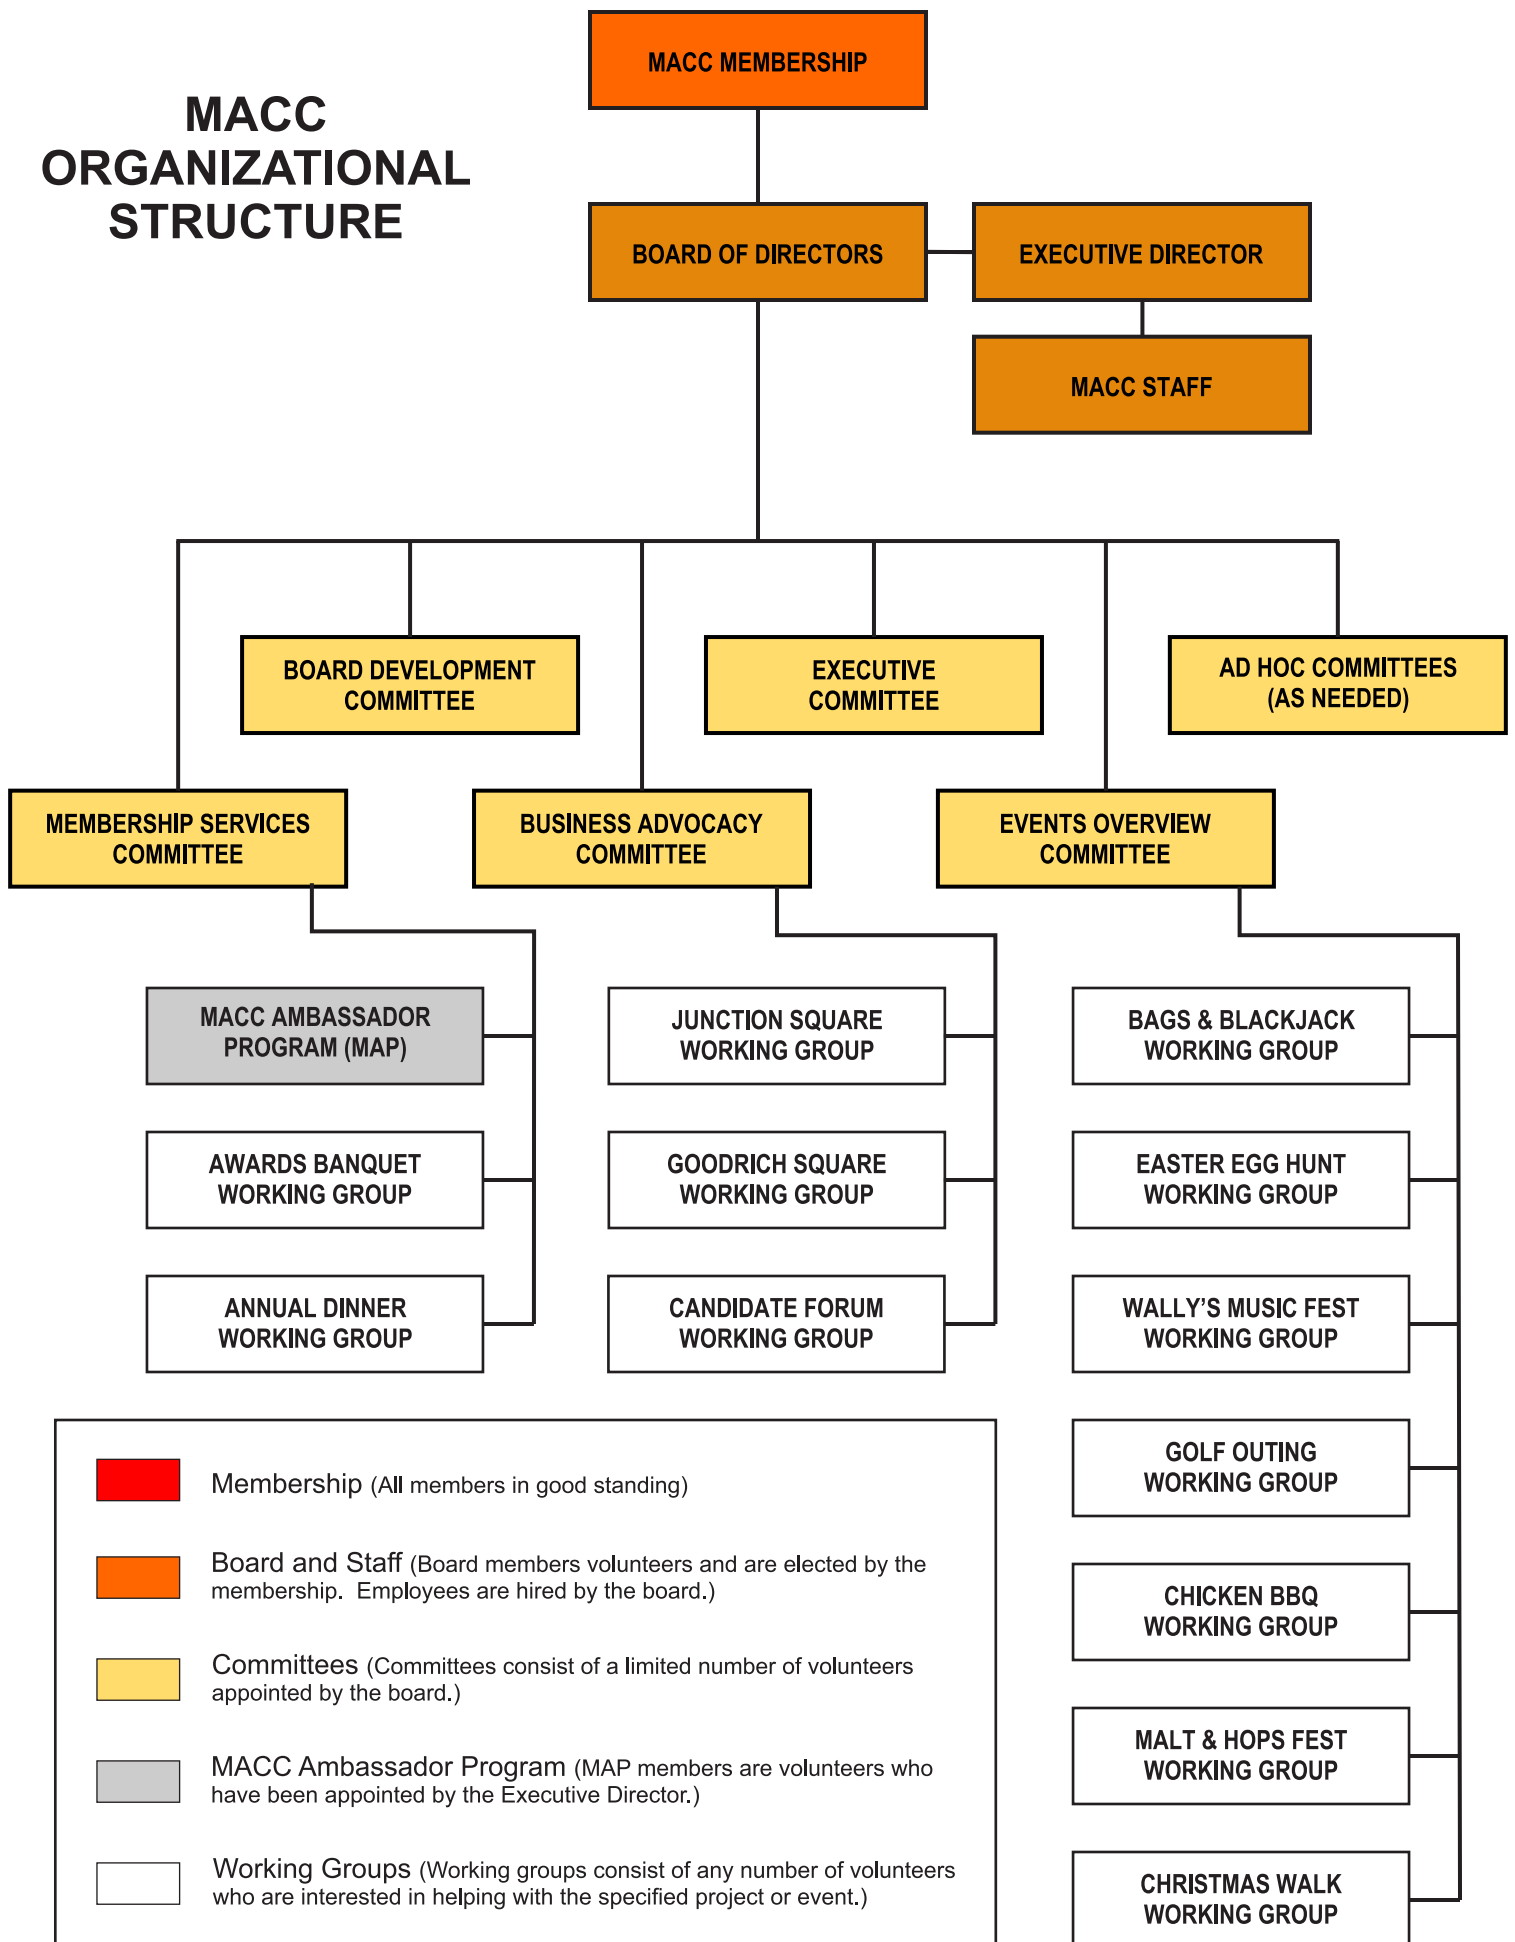 MACC MEMBERSHIP
MACC
ORGANIZATIONAL
STRUCTURE
BOARD OF DIRECTORS
EXECUTIVE DIRECTOR
MACC STAFF
BOARD DEVELOPMENT
COMMITTEE
EXECUTIVE
COMMITTEE
AD HOC COMMITTEES
(AS NEEDED)
MEMBERSHIP SERVICES
COMMITTEE
BUSINESS ADVOCACY
COMMITTEE
EVENTS OVERVIEW
COMMITTEE
MACC AMBASSADOR
PROGRAM (MAP)
AWARDS BANQUET
WORKING GROUP
ANNUAL DINNER
WORKING GROUP
JUNCTION SQUARE
WORKING GROUP
GOODRICH SQUARE
WORKING GROUP
CANDIDATE FORUM
WORKING GROUP
BAGS & BLACKJACK
WORKING GROUP
EASTER EGG HUNT
WORKING GROUP
WALLY’S MUSIC FEST
WORKING GROUP
GOLF OUTING
WORKING GROUP
CHICKEN BBQ
WORKING GROUP
MALT & HOPS FEST
WORKING GROUP
CHRISTMAS WALK
WORKING GROUP
Membership (All members in good standing)
Board and Staff (Board members volunteers and are elected by the
membership. Employees are hired by the board.)
Committees (Committees consist of a limited number of volunteers
appointed by the board.)
MACC Ambassador Program (MAP members are volunteers who
have been appointed by the Executive Director.)
Working Groups (Working groups consist of any number of volunteers
who are interested in helping with the specified project or event.)